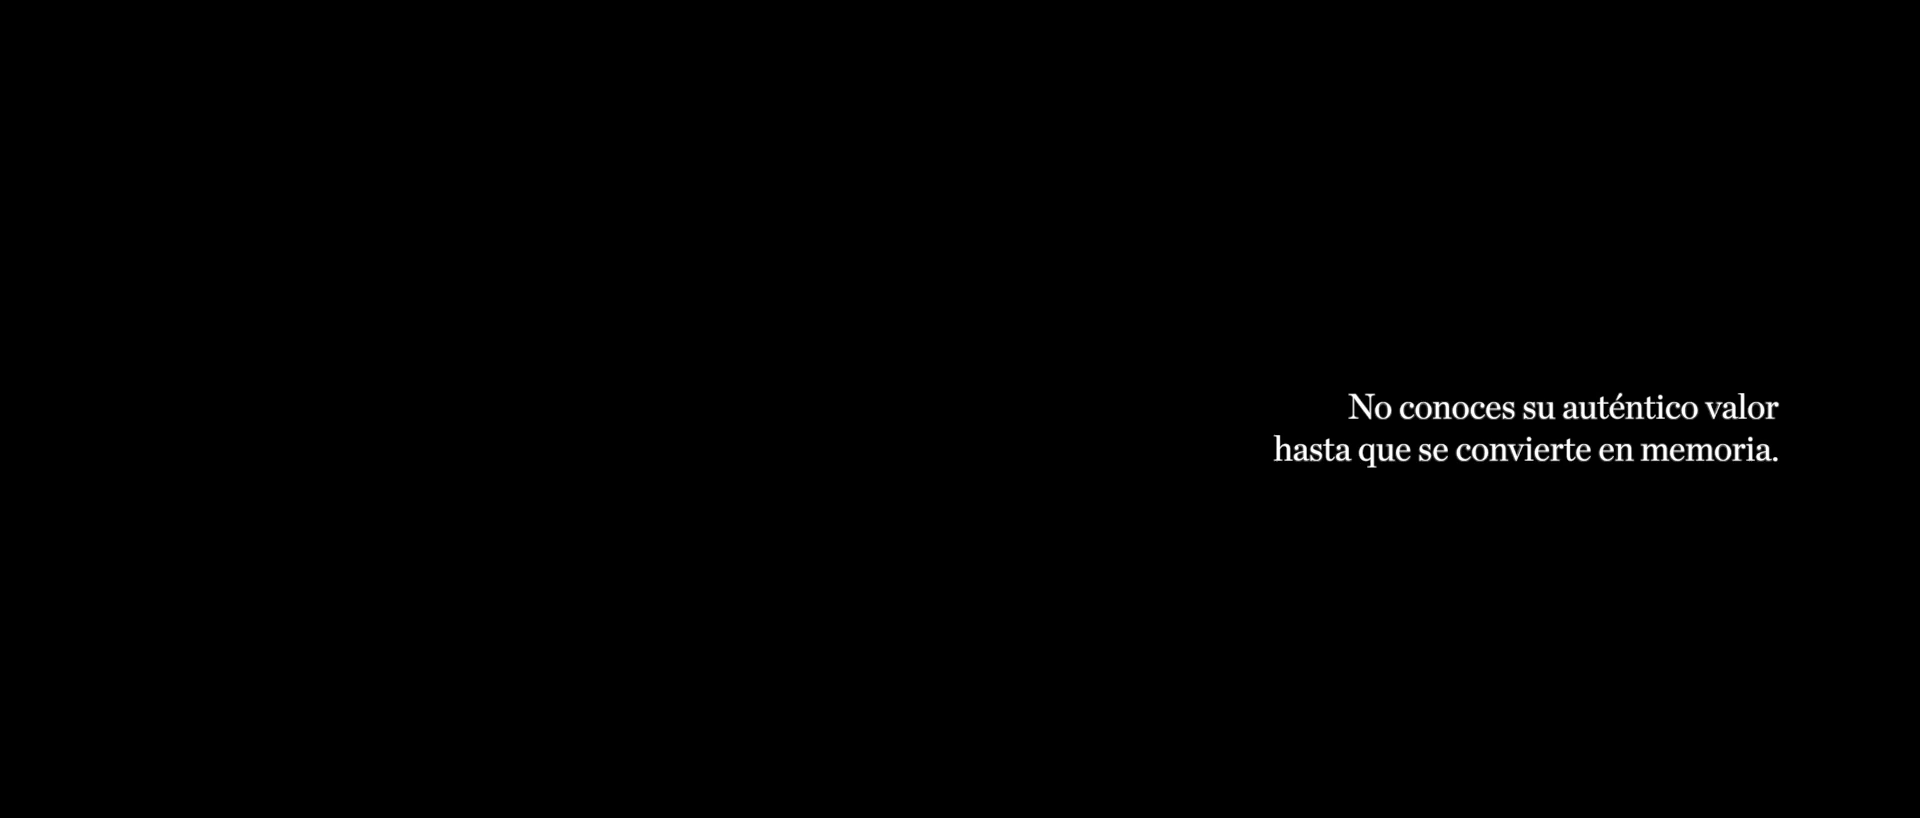 No conoces su auténtico valor
hasta que se convierte en memoria.